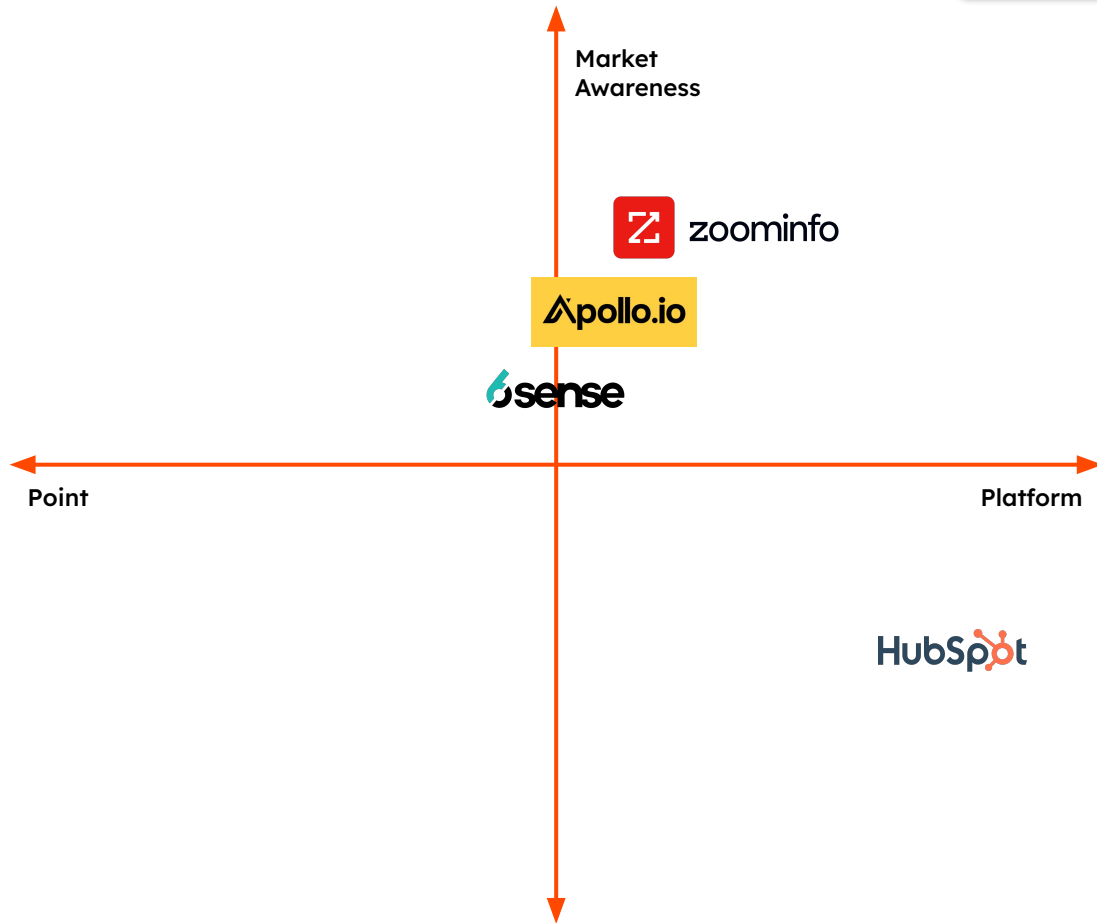 Market
Awareness
zoominfo
Apollo.io
6sense
Point
Platform
HubSpot